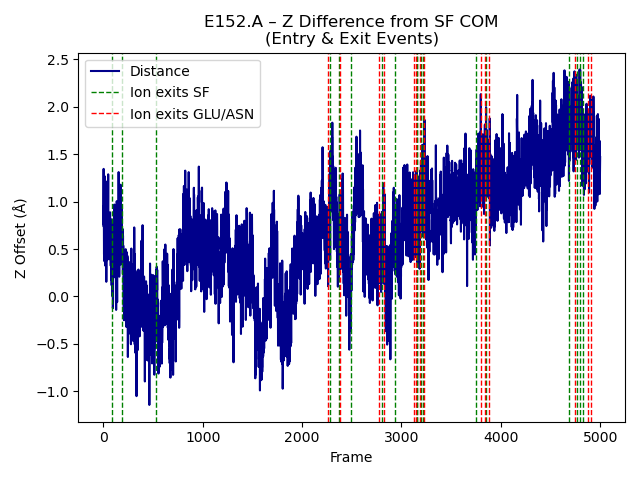 E152.A – Z Difference from SF COM
(Entry & Exit Events)
Distance
Ion exits SF
Ion exits GLU/ASN
2.5
2.0
1.5
1.0
0.5
0.0
−0.5
−1.0
Z Offset (Å)
0
1000
2000
3000
4000
5000
Frame